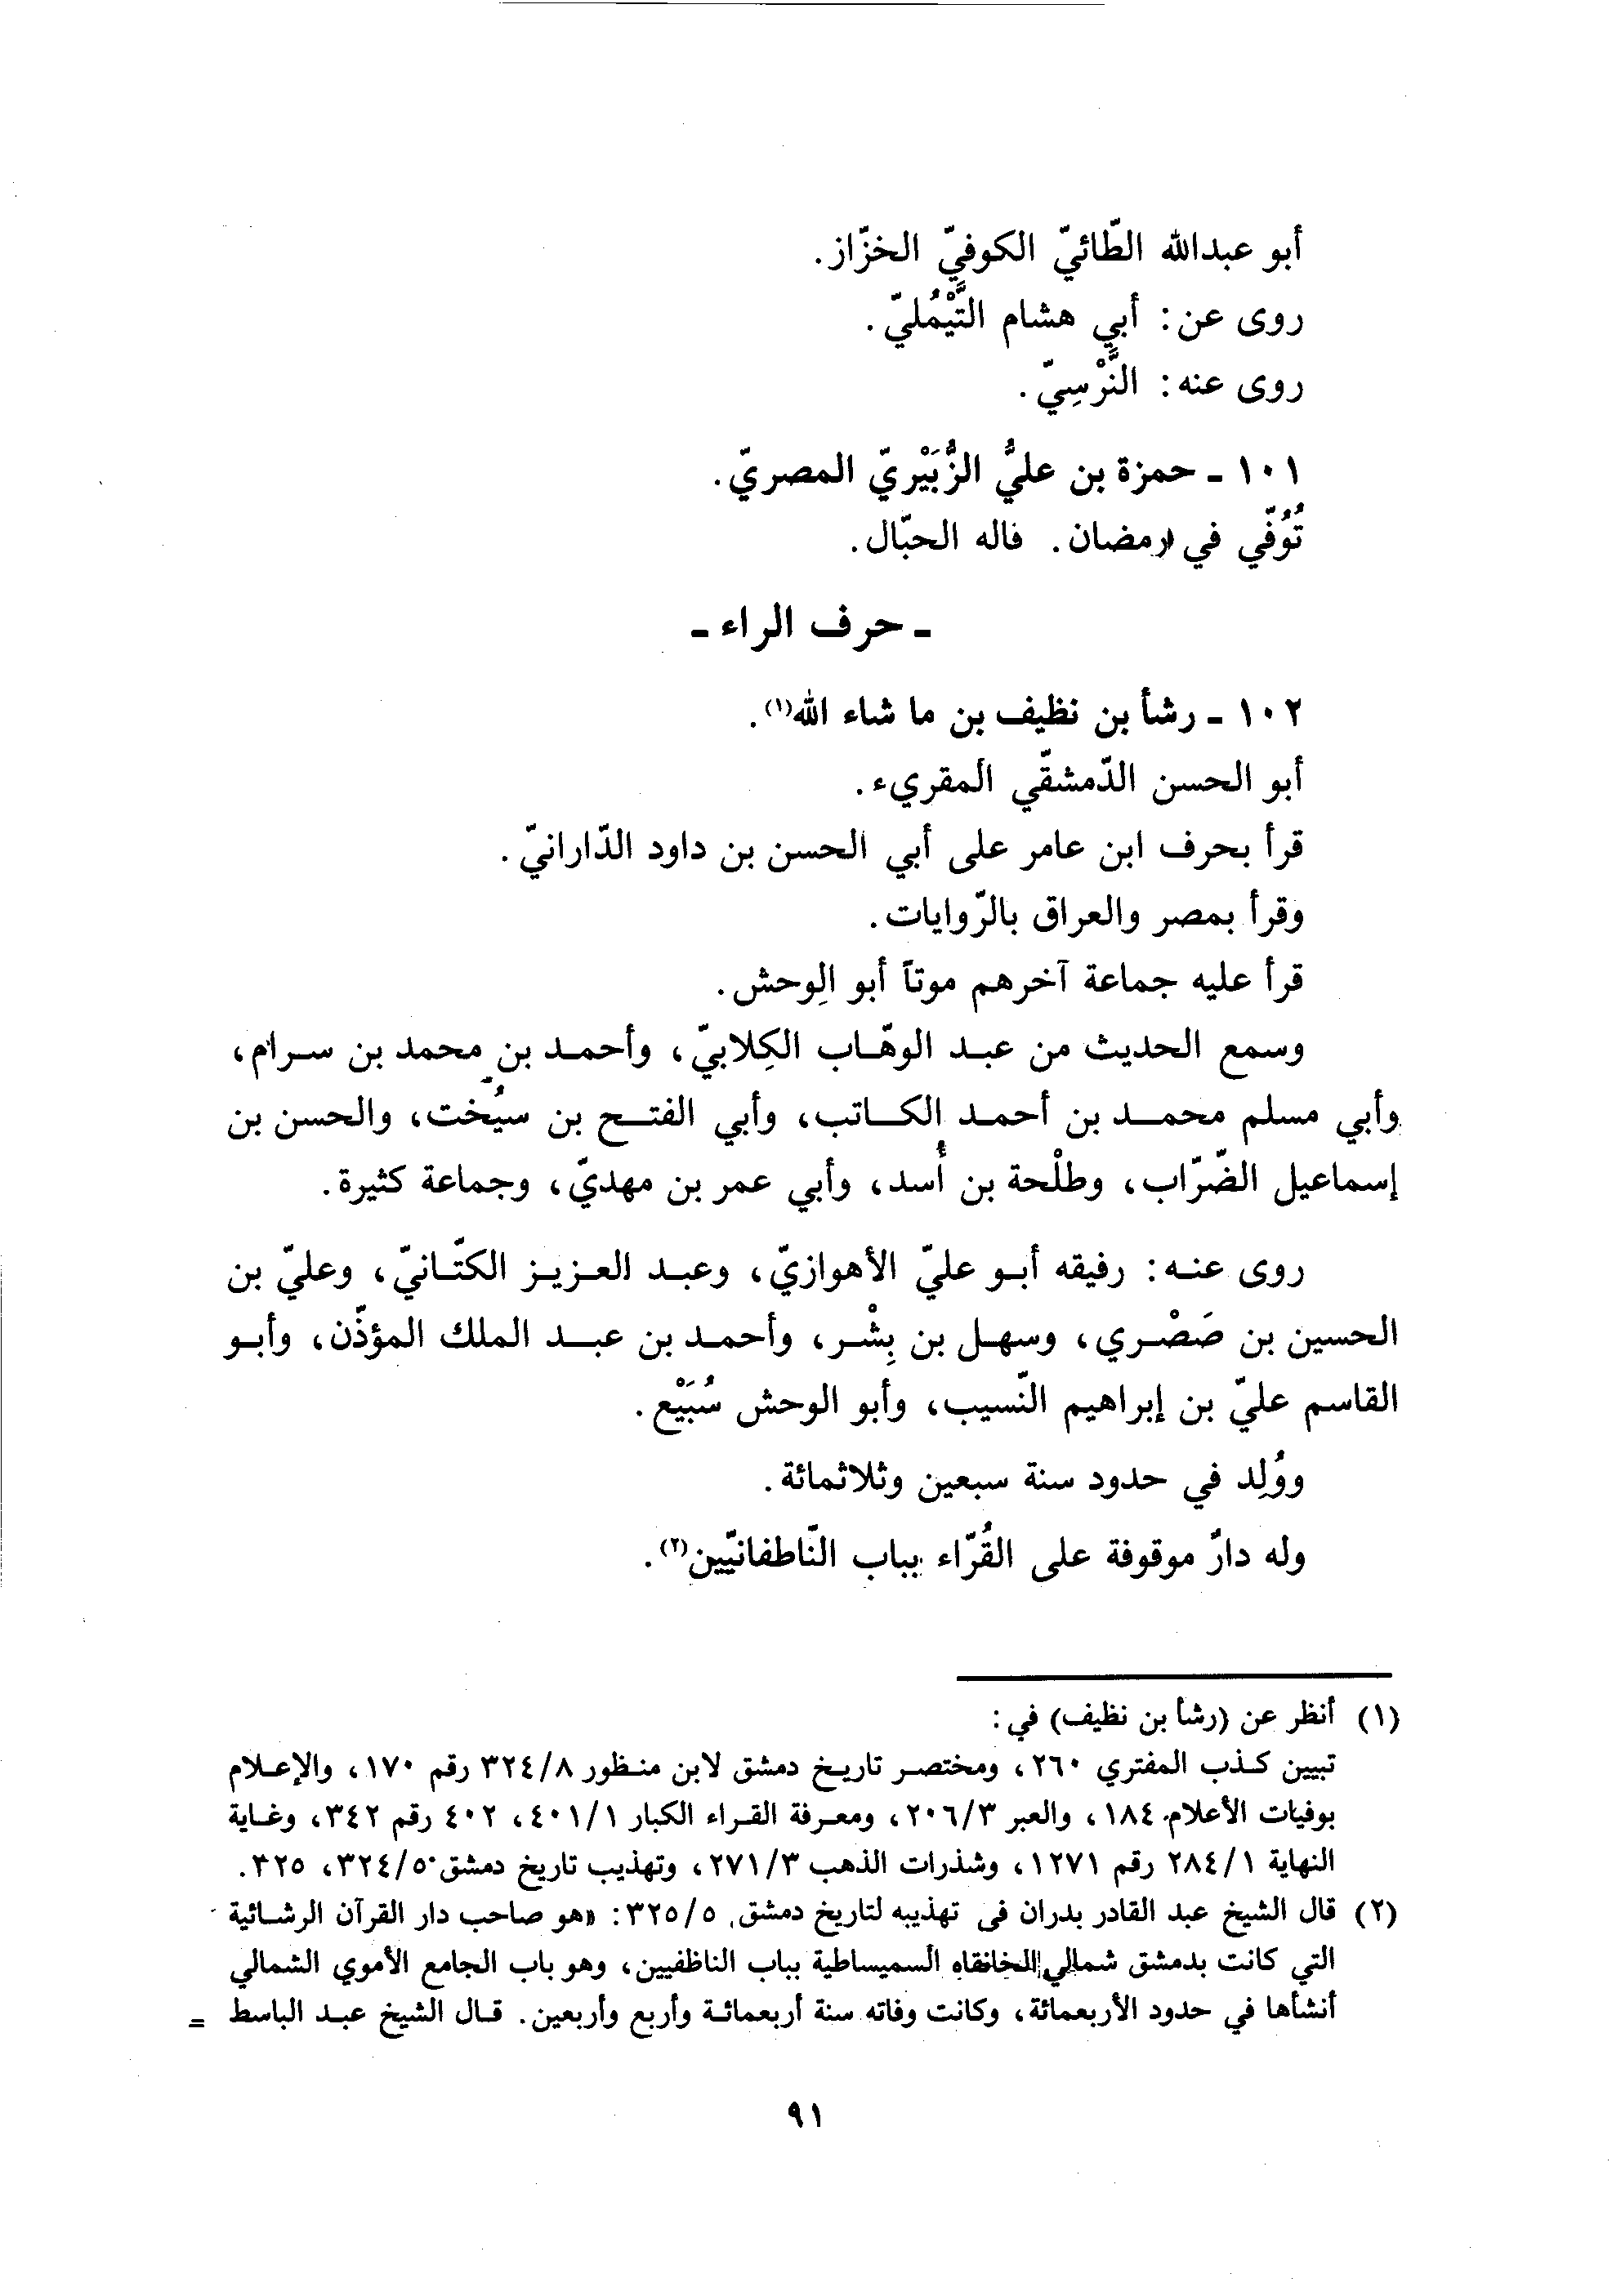 أبو عبدالله الطّائيّ الكوفيّ الخزّاز.
روى عن: أبي هشام التَّيْمُليّ.
روى عنه: النَّرْسِيّ.
١٠١ ـ حمزة بن عليُّ الزُّبَيْريّ المصريّ.
تُوُفّي في رمضان. قاله الحبّال.
ـ حرف الراء ـ
١٠٢ ـ رشأ بن نظيف بن ما شاء الله(١).
أبو الحسن الدّمشقّي المقريء.
قرأ بحرف ابن عامر على أبي الحسن بن داود الدّارانيّ.
وقرأ بمصر والعراق بالرّوايات.
قرأ عليه جماعة آخرهم موتاً أبو الوحش.
وسمع الحديث من عبد الوهّاب الكِلابيّ، وأحمد بن محمد بن سرام،
وأبي مسلم محمد بن أحمد الكاتب، وأبي الفتح بن سيُخت، والحسن بن
إسماعيل الضّرّاب، وطلْحة بن أسد، وأبي عمر بن مهديّ، وجماعة كثيرة.
روى عنه: رفيقه أبو عليّ الأهوازيّ، وعبد العزيز الكتّانيّ، وعليّ بن
الحسين بن صَصْري، وسهل بن بِشْر، وأحمد بن عبد الملك المؤذّن، وأبو
القاسم عليّ بن إبراهيم النّسيب، وأبو الوحش سُبَيْع.
ووُلِد في حدود سنة سبعين وثلاثمائة.
وله دارٌ موقوفة على القُرّاء بباب النّاطفانيّين(٢).
(١) أنظر عن (رشأ بن نظيف) في:
تبيين كذب المفتري ٢٦٠، ومختصر تاريخ دمشق لابن منظور ٣٢٤/٨ رقم ١٧٠، والإعلام
بوفيات الأعلام ١٨٤، والعبر ٢٠٦/٣، ومعرفة القراء الكبار ٤٠١/١، ٤٠٢ رقم ٣٤٢، وغاية
النهاية ٢٨٤/١ رقم ١٢٧١، وشذرات الذهب ٢٧١/٣، وتهذيب تاريخ دمشق ٣٢٤/٥، ٣٢٥.
(٢) قال الشيخ عبد القادر بدران في تهذيبه لتاريخ دمشق ٣٢٥/٥: «هو صاحب دار القرآن الرشائية
التي كانت بدمشق شمالي الخانقاه السميساطية بباب الناظفيين، وهو باب الجامع الأموي الشمالي
أنشأها في حدود الأربعمائة، وكانت وفاته سنة أربعمائة وأربع وأربعين. قال الشيخ عبد الباسط =
٩١